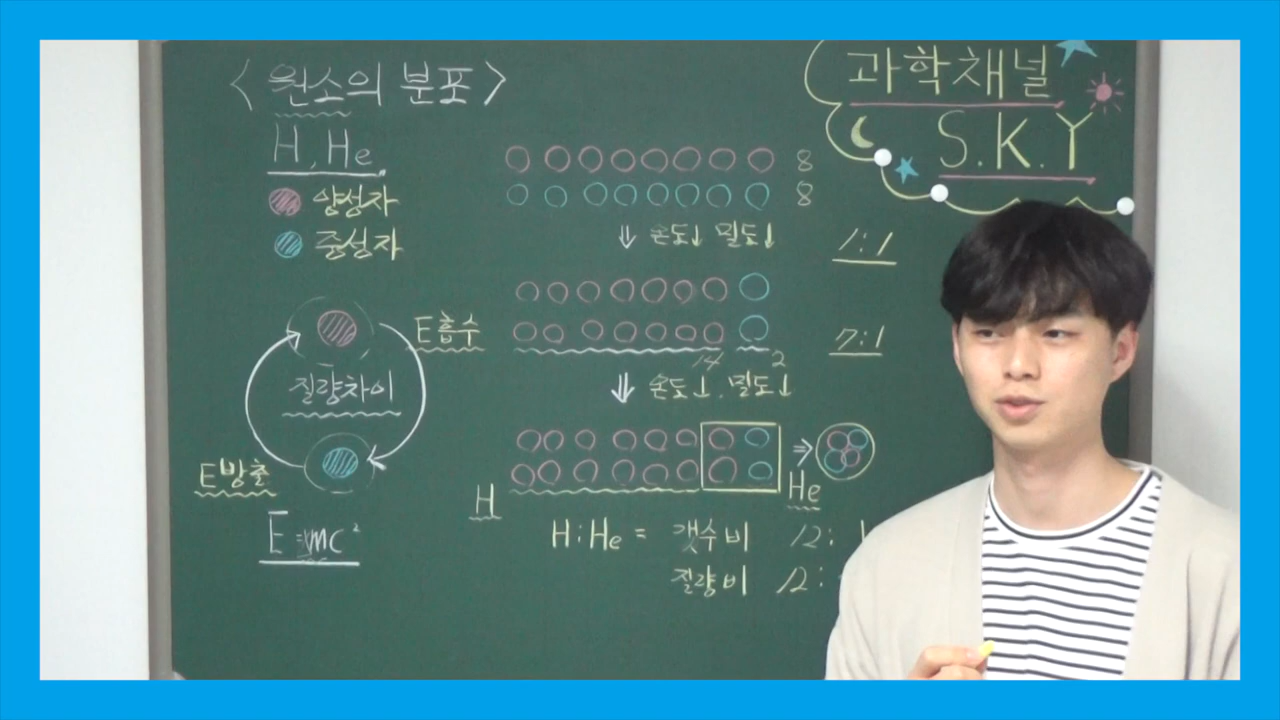 <원소의 분포>
H, He
양성자
중성자
E흡수
질량차이
E방출
E=mc²
과학채널
S.K.Y
8
8
⇓ 온도↓ 밀도↓ 1:1
7:1
14 2
⇓ 온도↓, 밀도↓
⇒
H He
H:He = 갯수비 12:1
질량비 12: